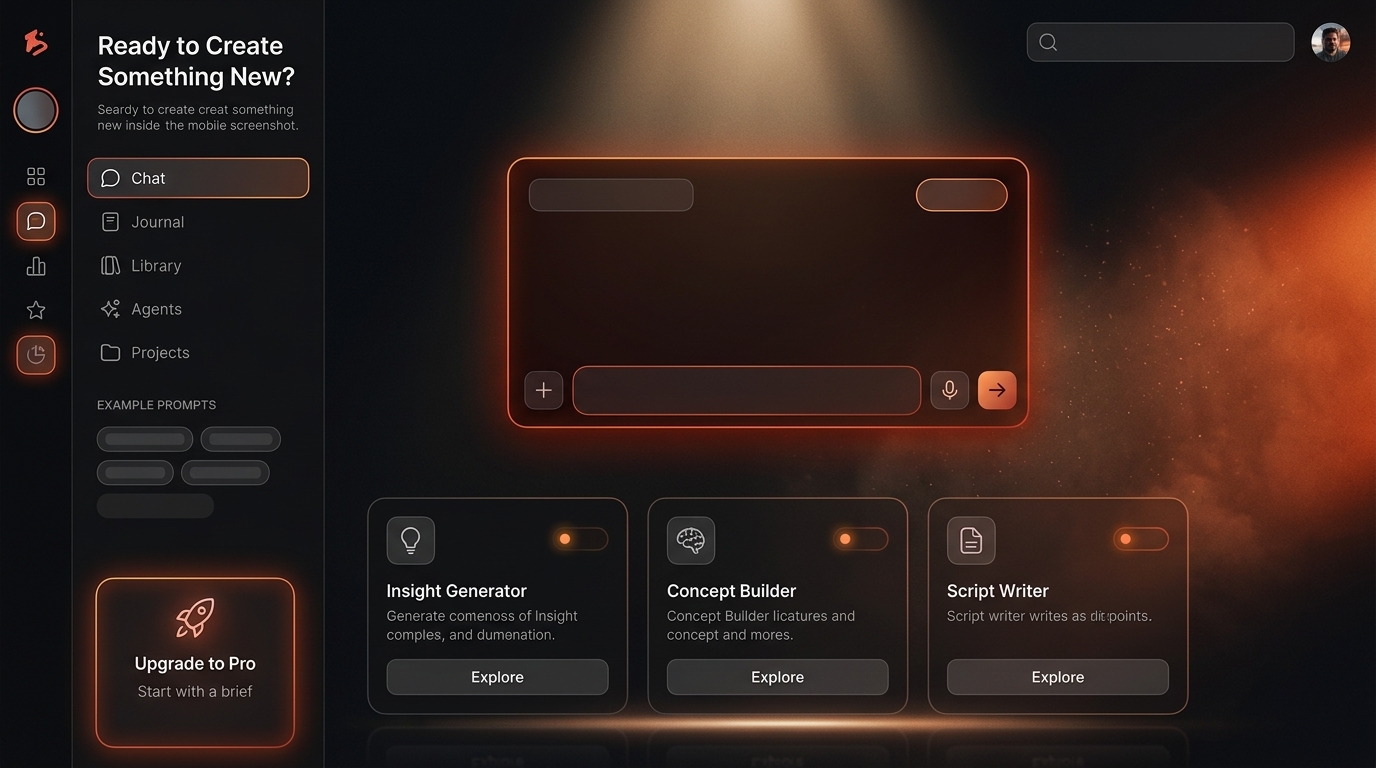 Ready to Create
Something New?
Seardy to create creat something
new inside the mobile screenshot.
Chat
Journal
Library
Agents
Projects
EXAMPLE PROMPTS
Upgrade to Pro
Start with a brief
Insight Generator
Generate comenoss of Insight
comples, and dumenation.
Explore
Concept Builder
Concept Builder licatures and
concept and mores.
Explore
Script Writer
Script writer writes as
Explore